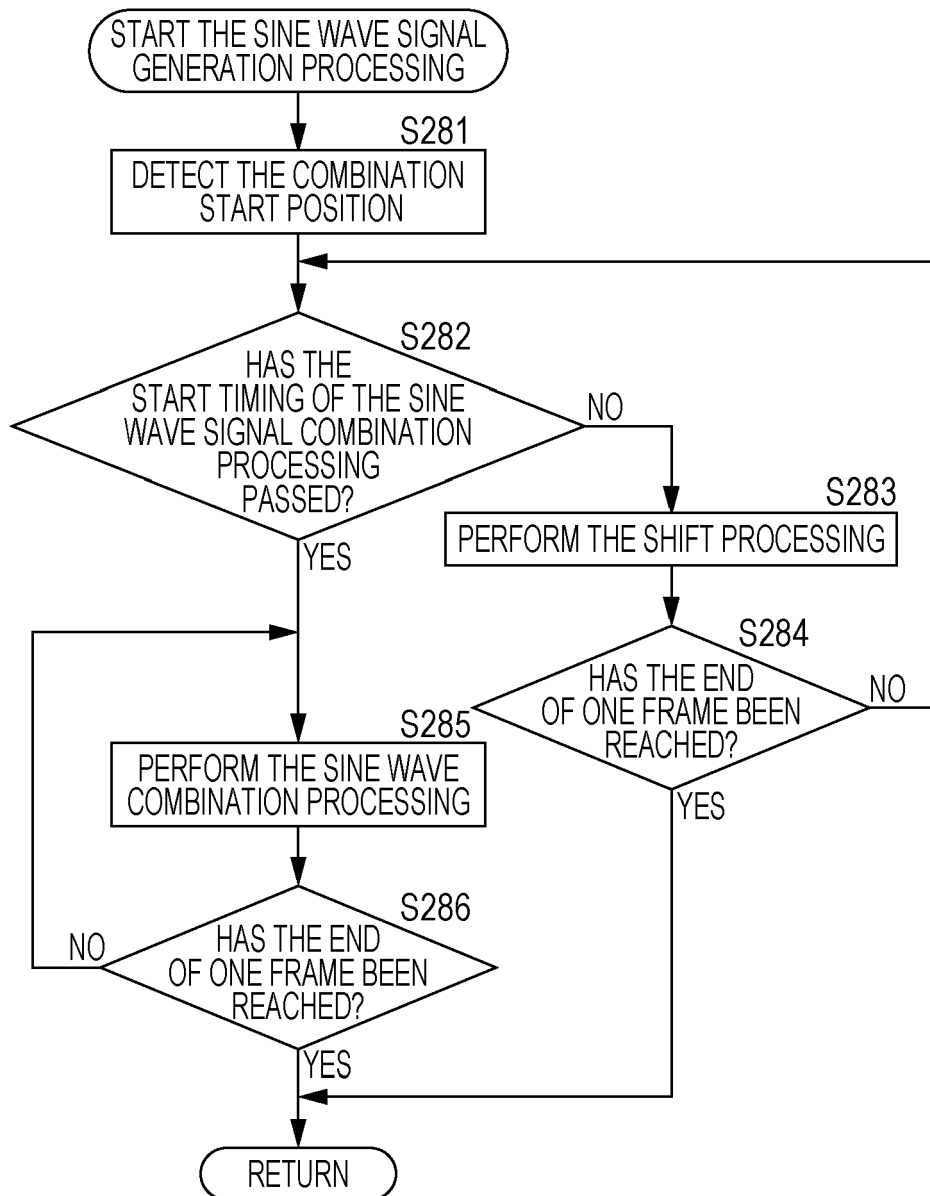 START THE SINE WAVE SIGNAL
GENERATION PROCESSING
S281
DETECT THE COMBINATION
START POSITION
S282
HAS THE
START TIMING OF THE SINE
WAVE SIGNAL COMBINATION
PROCESSING
PASSED?
NO
YES
S283
PERFORM THE SHIFT PROCESSING
S284
HAS THE END
OF ONE FRAME BEEN
REACHED?
NO
YES
S285
PERFORM THE SINE WAVE
COMBINATION PROCESSING
S286
HAS THE END
OF ONE FRAME BEEN
REACHED?
NO
YES
RETURN